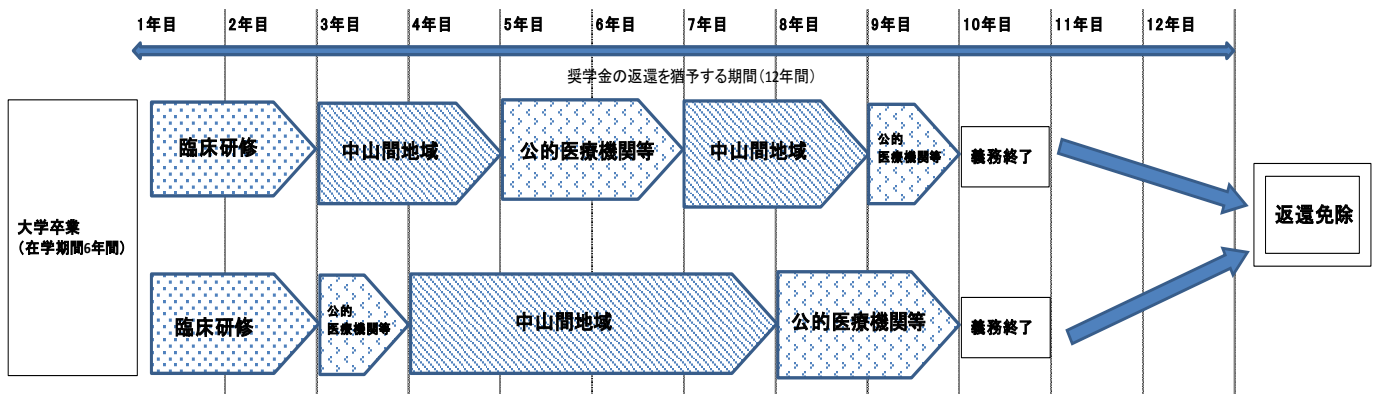 1年目 2年目 3年目 4年目 5年目 6年目 7年目 8年目 9年目 10年目 11年目 12年目
奨学金の返還を猶予する期間(12年間)
大学卒業
(在学期間6年間)
臨床研修
中山間地域
公的医療機関等
中山間地域
公的
医療機関等
義務終了
臨床研修
公的
医療機関等
中山間地域
公的医療機関等
義務終了
返還免除